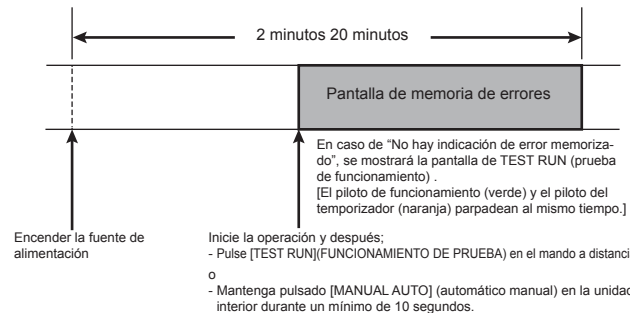 2 minutos 20 minutos
Pantalla de memoria de errores
En caso de “No hay indicación de error memoriza-
do”, se mostrará la pantalla de TEST RUN (prueba
de funcionamiento) .
[El piloto de funcionamiento (verde) y el piloto del
temporizador (naranja) parpadean al mismo tiempo.]
Encender la fuente de
alimentación
Inicie la operación y después;
- Pulse [TEST RUN](FUNCIONAMIENTO DE PRUEBA) en el mando a distanci
o
- Mantenga pulsado [MANUAL AUTO] (automático manual) en la unidad
interior durante un mínimo de 10 segundos.